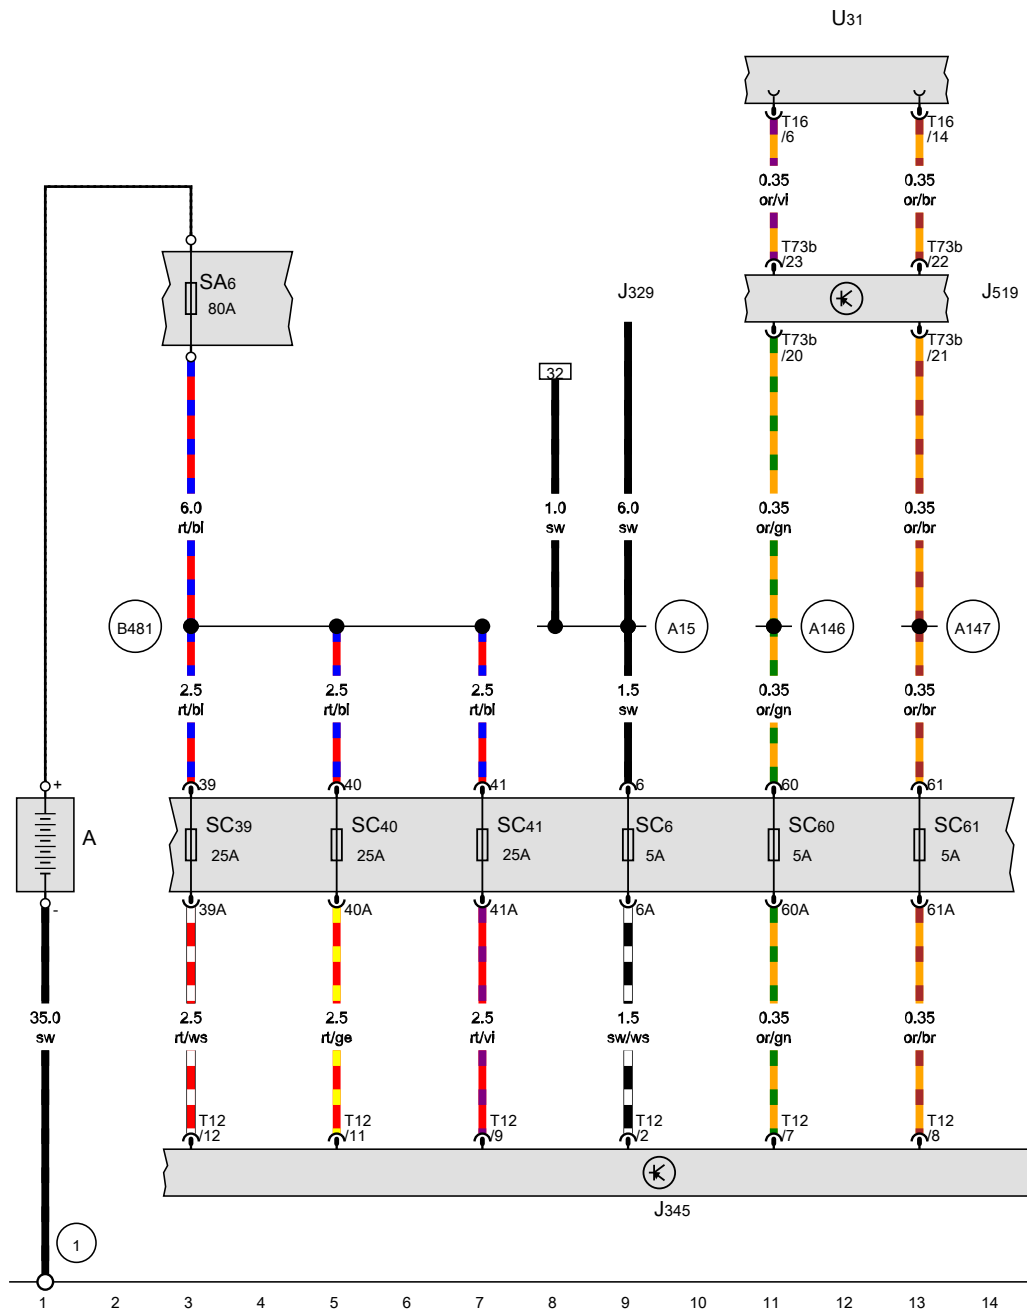 U31
T16 T16
/6 /14
0.35 0.35
or/vi or/br
T73b T73b
/23 /22
SA6
80A
J329
J519
T73b T73b
/20 /21
32
6.0 1.0 6.0 0.35 0.35
rt/bl sw sw or/gn or/br
B481 A15 A146 A147
2.5 2.5 2.5 1.5 0.35 0.35
rt/bl rt/bl rt/bl sw or/gn or/br
+ 39 40 41 6 60 61
A SC39 SC40 SC41 SC6 SC60 SC61
25A 25A 25A 5A 5A 5A
- 39A 40A 41A 6A 60A 61A
35.0 2.5 2.5 2.5 1.5 0.35 0.35
sw rt/ws rt/ge rt/vi sw/ws or/gn or/br
T12 T12 T12 T12 T12 T12
/12 /11 /9 /2 /7 /8
J345
1
1 2 3 4 5 6 7 8 9 10 11 12 13 14